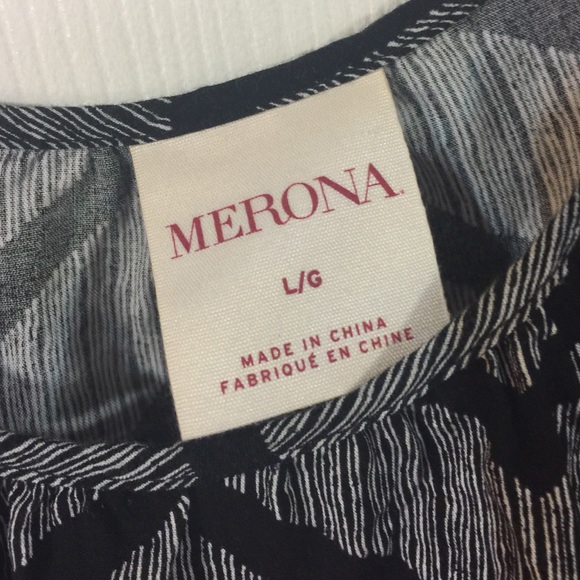 MERONA.
L/G
MADE IN CHINA
FABRIQUÉ EN CHINE